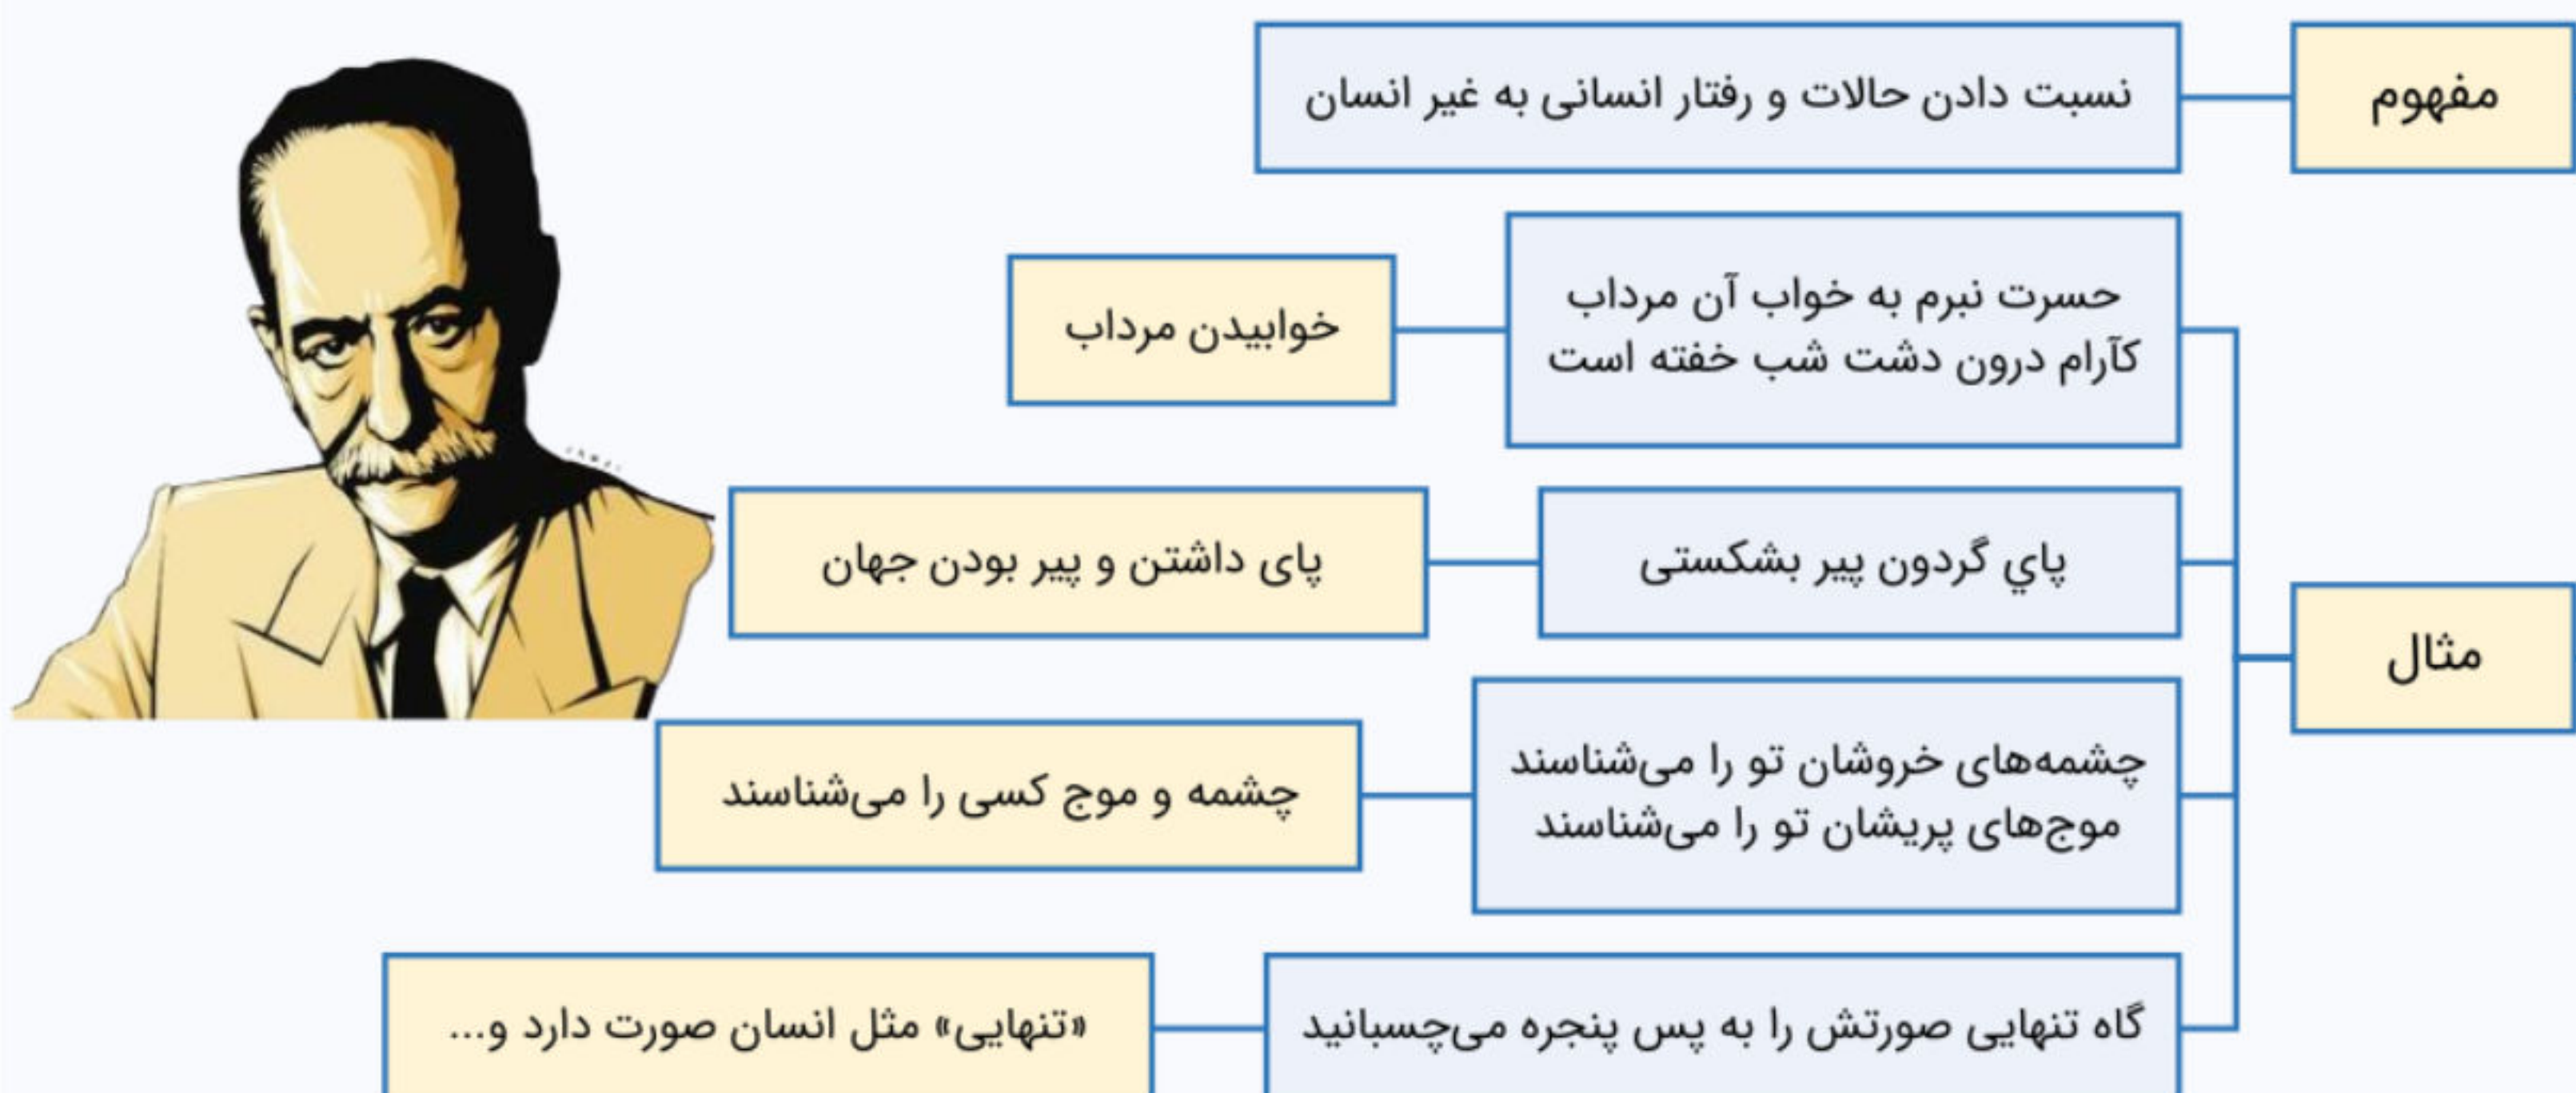 مفهوم
نسبت دادن حالات و رفتار انسانی به غیر انسان
مثال
حسرت نبرم به خواب آن مرداب
کآرام درون دشت شب خفته است
خوابیدن مرداب
پاي گردون پیر بشکستی
پای داشتن و پیر بودن جهان
چشمه‌های خروشان تو را می‌شناسند
موج‌های پریشان تو را می‌شناسند
چشمه و موج کسی را می‌شناسند
گاه تنهایی صورتش را به پس پنجره می‌چسبانید
«تنهایی» مثل انسان صورت دارد و...